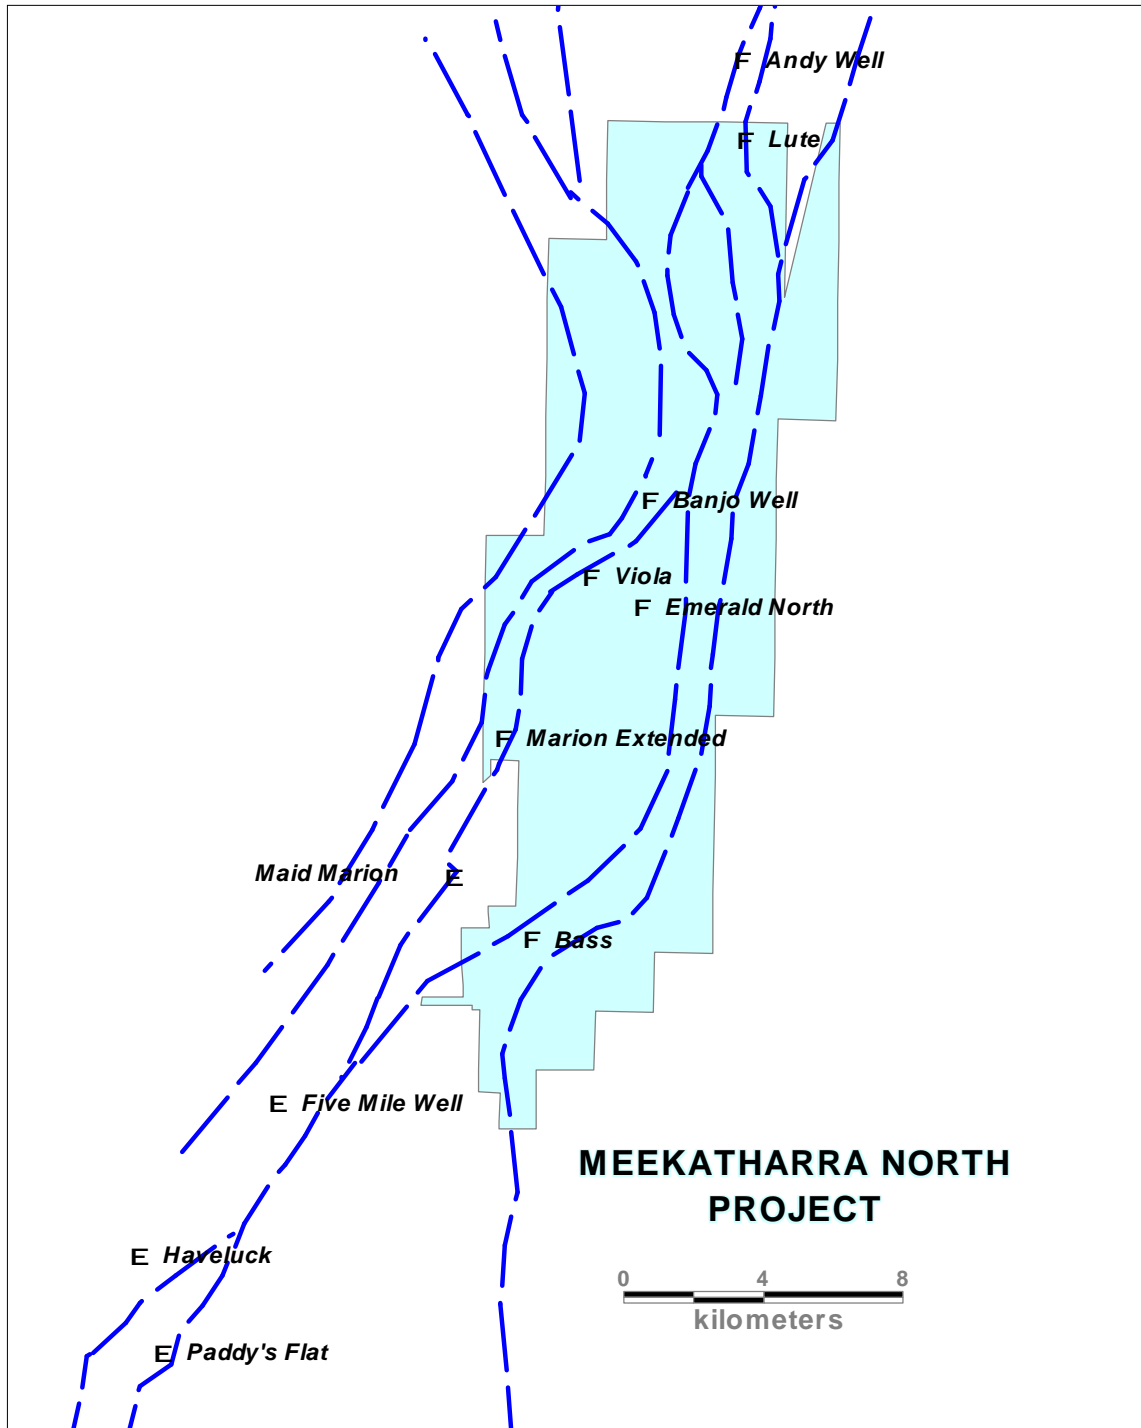 F Andy Well
F Lute
F Banjo Well
F Viola
F Emerald North
F Marion Extended
Maid Marion E
F Bass
E Five Mile Well
MEEKATHARRA NORTH
PROJECT
E Haveluck
0 4 8
kilometers
E Paddy's Flat